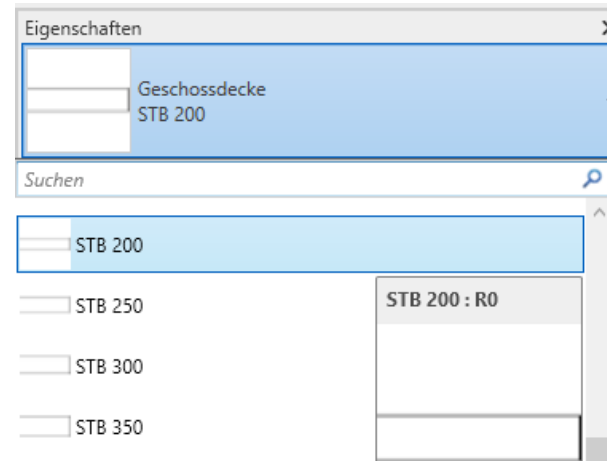 Eigenschaften
Geschossdecke
STB 200
Suchen
STB 200
STB 250
STB 200 : R0
STB 300
STB 350